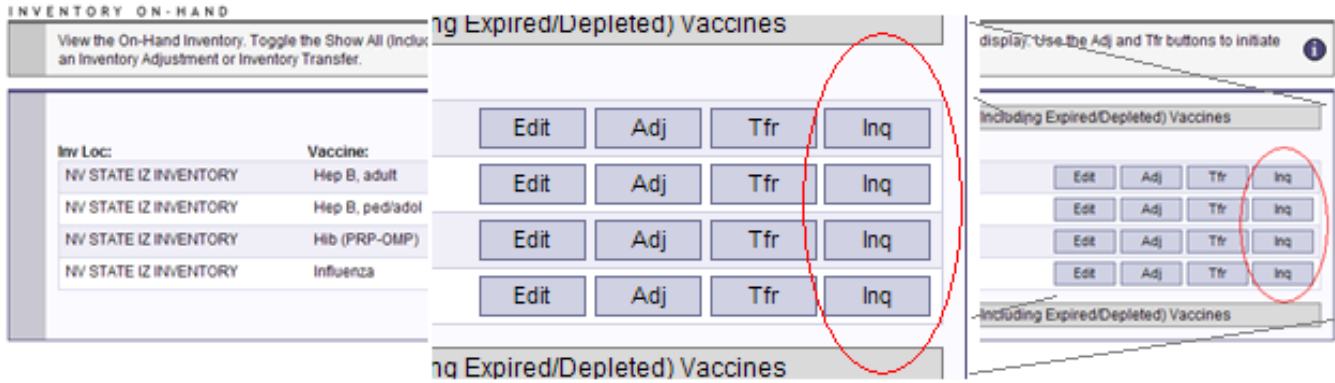 INVENTORY ON-HAND
View the On-Hand Inventory. Toggle the Show All (Inclu
an Inventory Adjustment or Inventory Transfer.
display. Use the Adj and Tfr buttons to initiate
Inv Loc: Vaccine:
NV STATE IZ INVENTORY Hep B, adult
NV STATE IZ INVENTORY Hep B, ped/adol
NV STATE IZ INVENTORY Hib (PRP-OMP)
NV STATE IZ INVENTORY Influenza
ng Expired/Depleted) Vaccines
Edit Adj Tfr Inq
Edit Adj Tfr Inq
Edit Adj Tfr Inq
Edit Adj Tfr Inq
ng Expired/Depleted) Vaccines
Including Expired/Depleted) Vaccines
Edit Adj Tfr Inq
Edit Adj Tfr Inq
Edit Adj Tfr Inq
Edit Adj Tfr Inq
Including Expired/Depleted) Vaccines